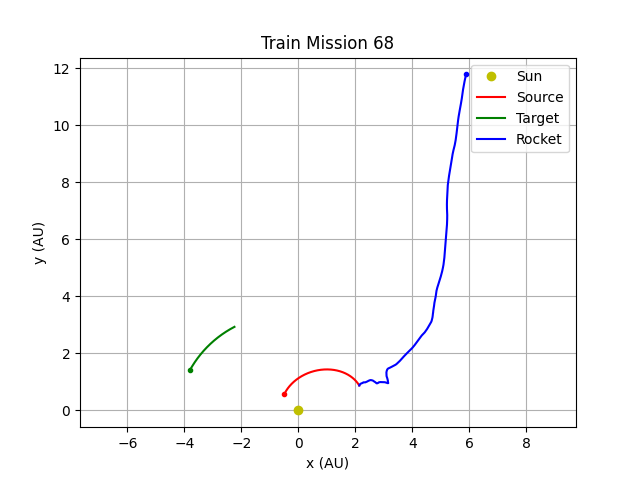 Train Mission 68
12
10
8
6
4
2
0
y (AU)
−6
−4
−2
0
2
4
6
8
x (AU)
Sun
Source
Target
Rocket